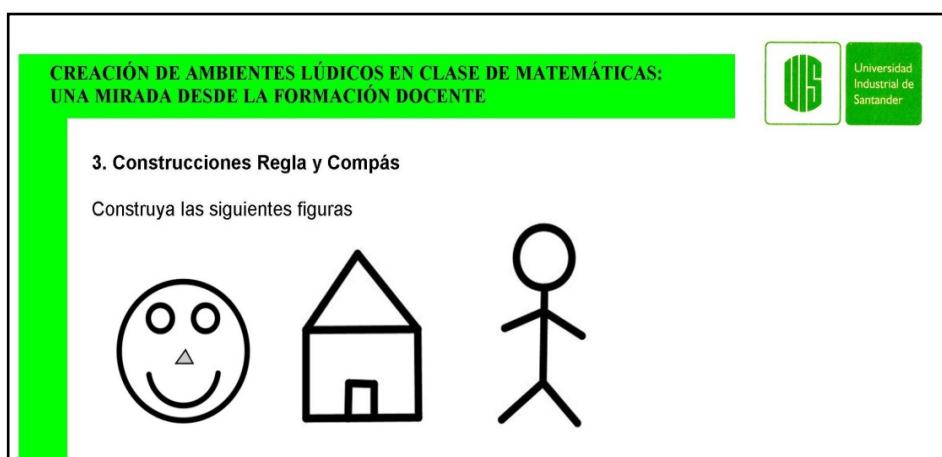 CREACIÓN DE AMBIENTES LÚDICOS EN CLASE DE MATEMÁTICAS:
UNA MIRADA DESDE LA FORMACIÓN DOCENTE
UIS
Universidad
Industrial de
Santander
3. Construcciones Regla y Compás
Construya las siguientes figuras